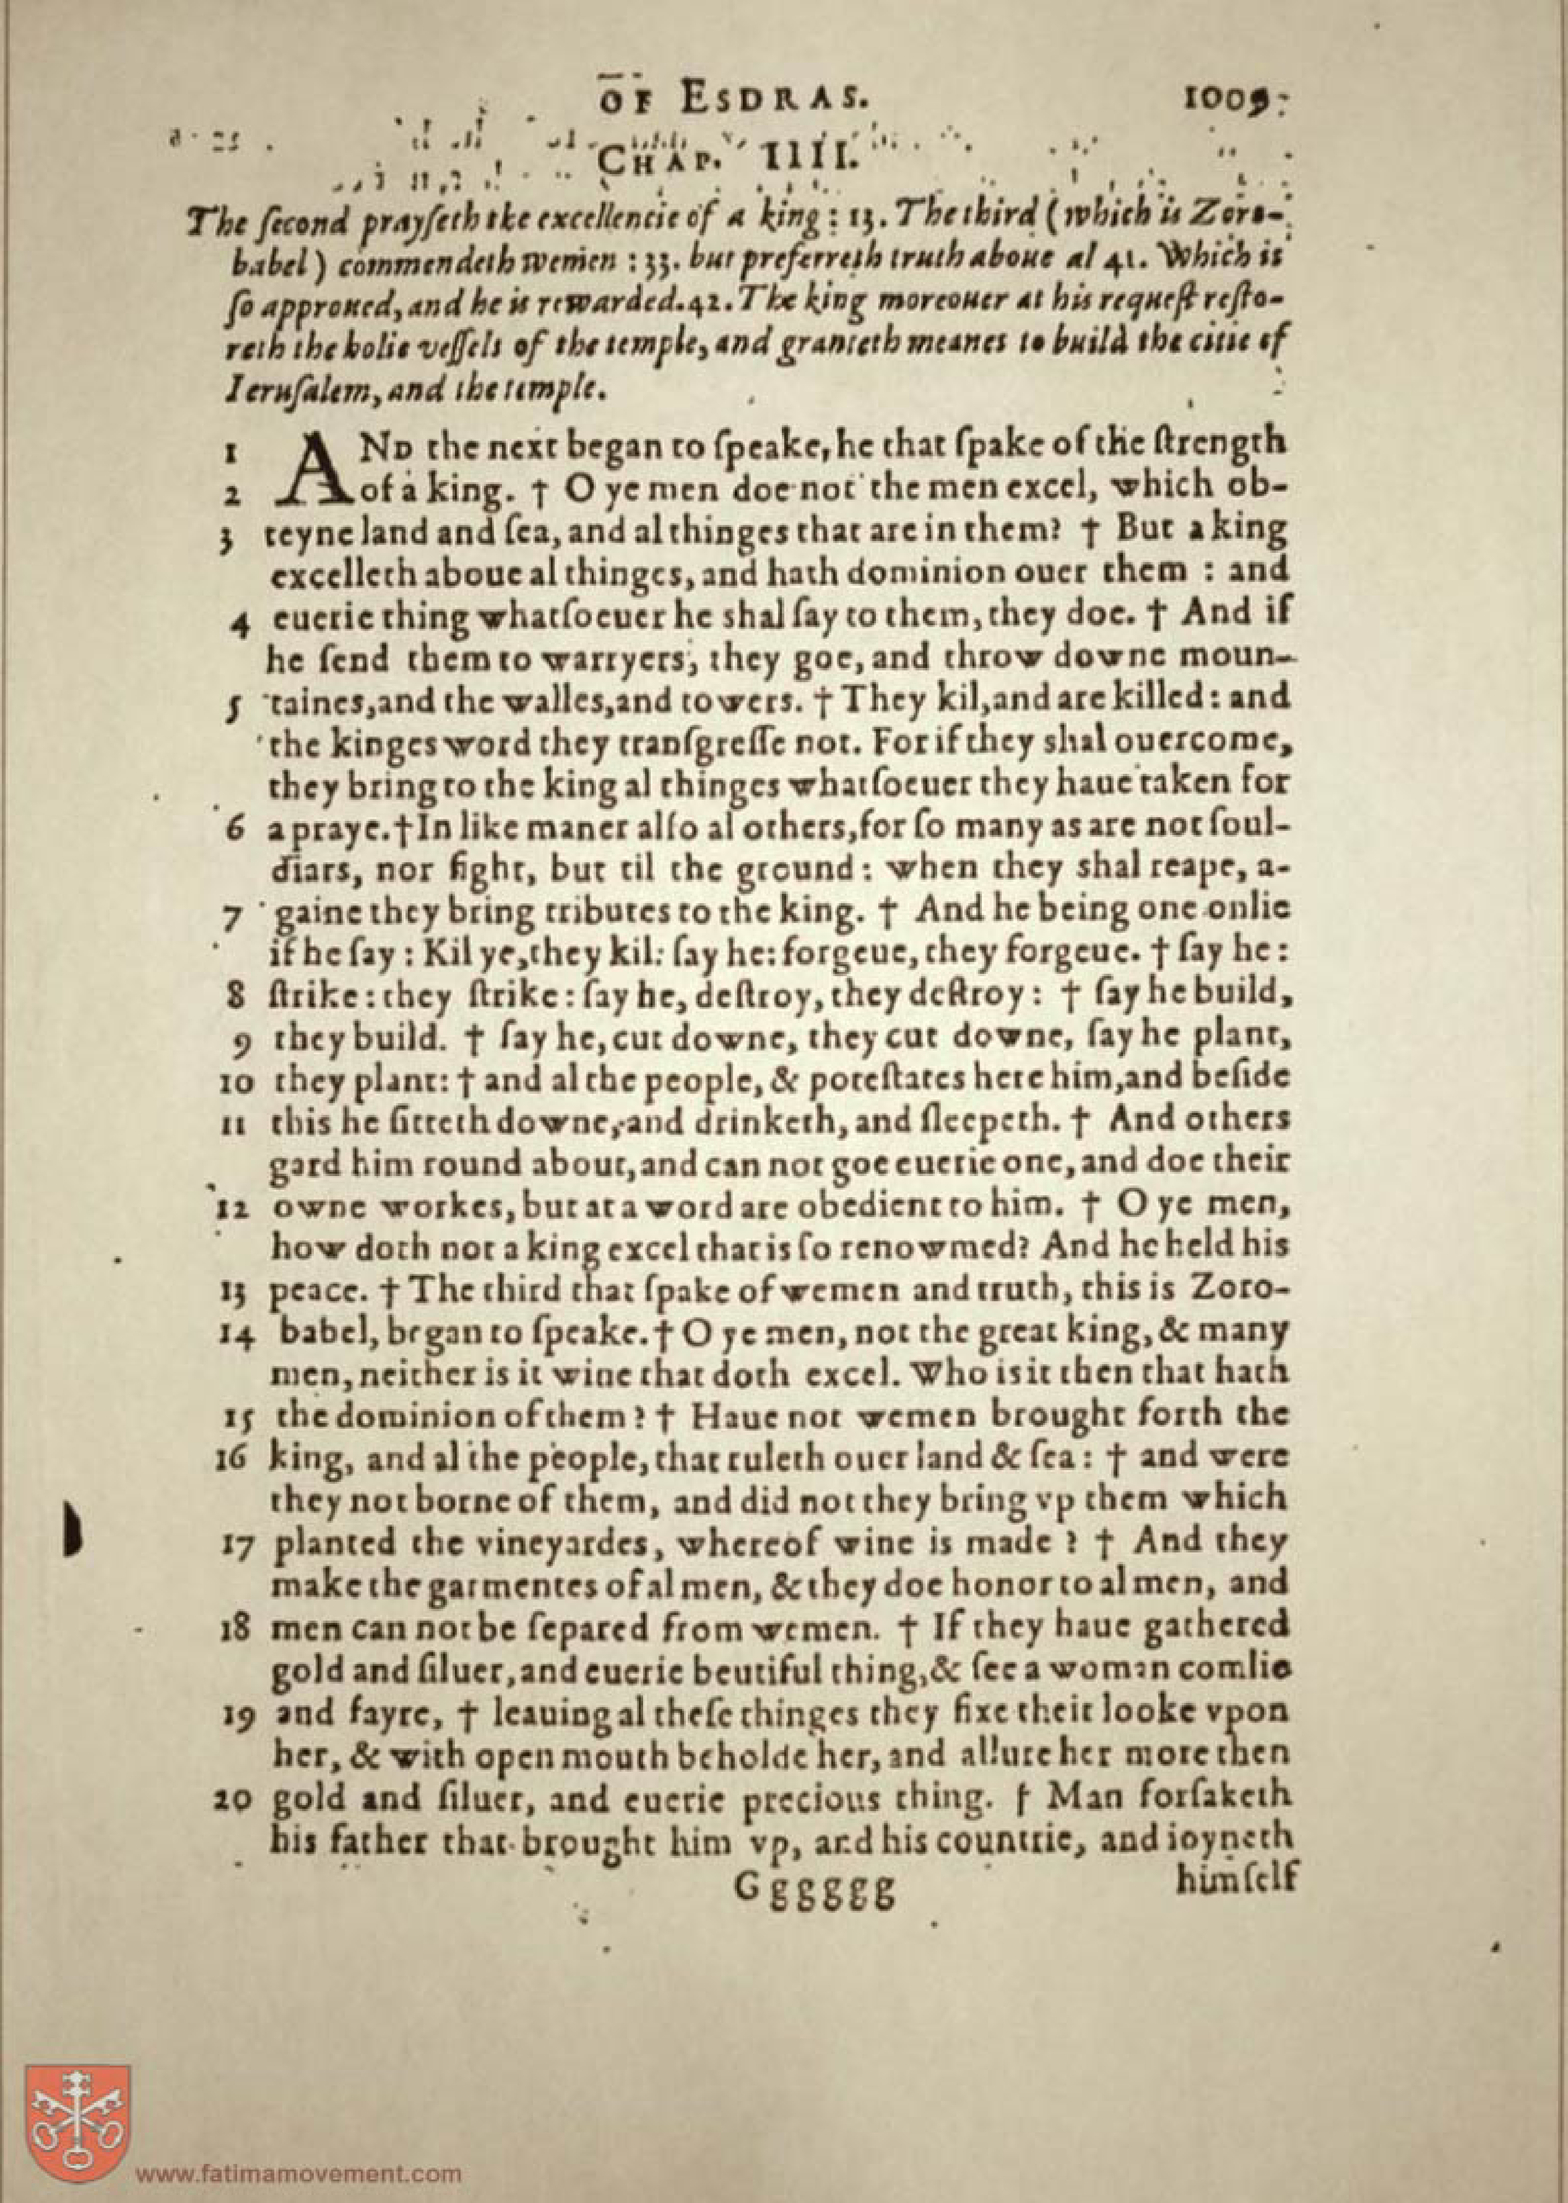 OF ESDRAS. 1009.
CHAP. IIII.
The ſecond prayſeth the excellencie of a king : 13. The third (which is Zoro-
babel) commendeth wemen : 33. but preferreth truth aboue al 41. Which is
ſo approued, and he is rewarded. 42. The king moreouer at his requeſt reſto-
reth the holie veſſels of the temple, and granteth meanes to build the citie of
Ieruſalem, and the temple.
1 AND the next began to ſpeake, he that ſpake of the ſtrength
2 of a king. † O ye men doe not the men excel, which ob-
3 teyne land and ſea, and al thinges that are in them? † But a king
excelleth aboue al thinges, and hath dominion ouer them : and
4 euerie thing whatſoeuer he shal ſay to them, they doe. † And if
he ſend them to warryers, they goe, and throw downe moun-
5 taines, and the walles, and towers. † They kil, and are killed: and
the kinges word they tranſgreſſe not. For if they shal ouercome,
they bring to the king al thinges whatſoeuer they haue taken for
6 a praye. † In like maner alſo al others, for ſo many as are not ſoul-
diars, nor fight, but til the ground: when they shal reape, a-
7 gaine they bring tributes to the king. † And he being one onlie
if he ſay : Kil ye, they kil: ſay he: forgeue, they forgeue. † ſay he:
8 ſtrike: they ſtrike: ſay he, deſtroy, they deſtroy: † ſay he build,
9 they build. † ſay he, cut downe, they cut downe, ſay he plant,
10 they plant: † and al the people, & poteſtates here him, and beſide
11 this he ſitteth downe, and drinketh, and ſleepeth. † And others
gard him round about, and can not goe euerie one, and doe their
12 owne workes, but at a word are obedient to him. † O ye men,
how doth not a king excel that is ſo renowmed? And he held his
13 peace. † The third that ſpake of wemen and truth, this is Zoro-
14 babel, began to ſpeake. † O ye men, not the great king, & many
men, neither is it wine that doth excel. Who is it then that hath
15 the dominion of them? † Haue not wemen brought forth the
16 king, and al the people, that ruleth ouer land & ſea: † and were
they not borne of them, and did not they bring vp them which
17 planted the vineyardes, whereof wine is made ? † And they
make the garmentes of al men, & they doe honor to al men, and
18 men can not be ſepared from wemen. † If they haue gathered
gold and ſiluer, and euerie beutiful thing, & ſee a woman comlie
19 and fayre, † leauing al theſe thinges they fixe their looke vpon
her, & with open mouth beholde her, and allure her more then
20 gold and ſiluer, and euerie precious thing. † Man forſaketh
his father that brought him vp, and his countrie, and ioyneth
Gggggg himſelf
www.fatimamovement.com